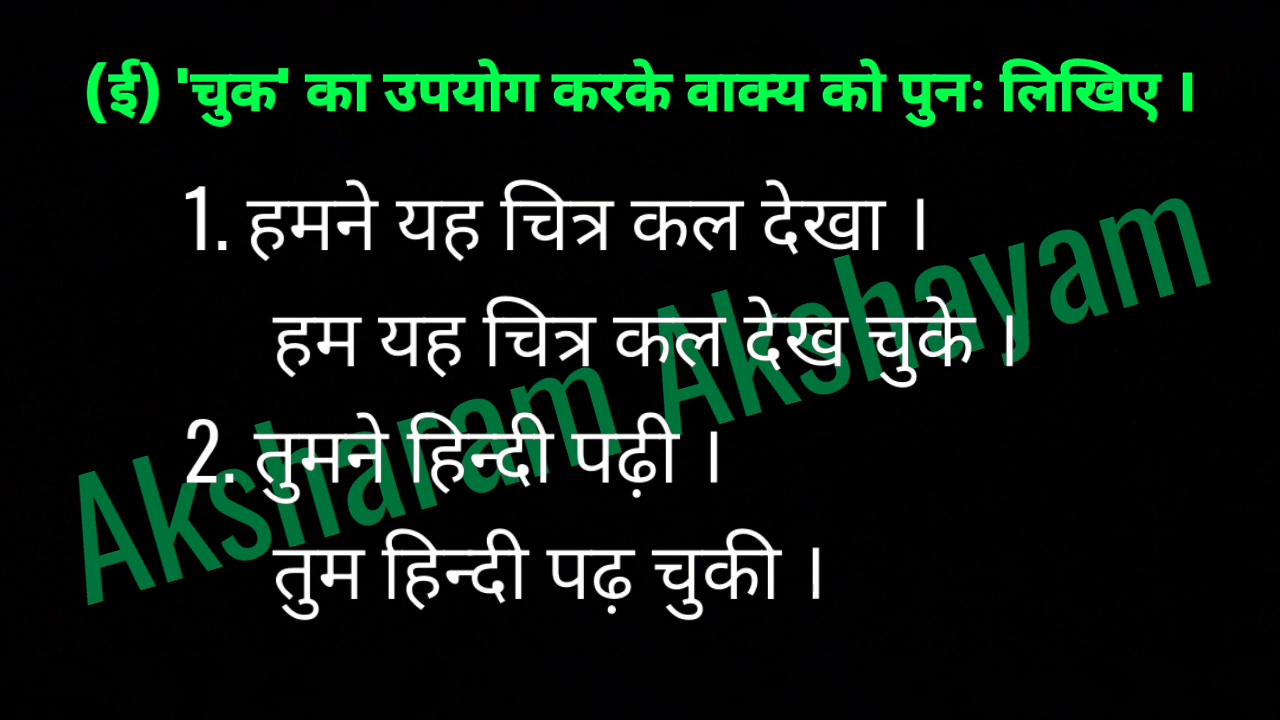 (ई) 'चुक' का उपयोग करके वाक्य को पुनः लिखिए ।
1. हमने यह चित्र कल देखा ।
हम यह चित्र कल देख चुके ।
2. तुमने हिन्दी पढ़ी ।
तुम हिन्दी पढ़ चुकी ।
Aksharam Akshayam